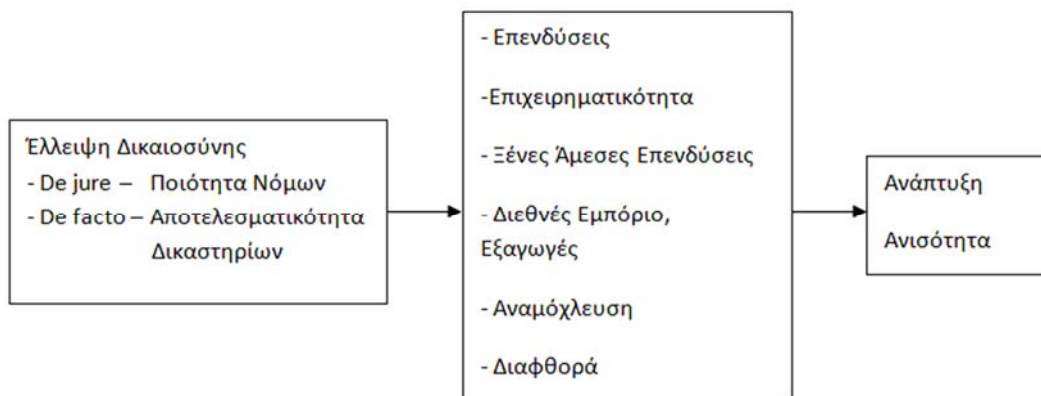 Έλλειψη Δικαιοσύνης
- De jure – Ποιότητα Νόμων
- De facto – Αποτελεσματικότητα
Δικαστηρίων
- Επενδύσεις
-Επιχειρηματικότητα
- Ξένες Άμεσες Επενδύσεις
- Διεθνές Εμπόριο,
Εξαγωγές
- Αναμόχλευση
- Διαφθορά
Ανάπτυξη
Ανισότητα